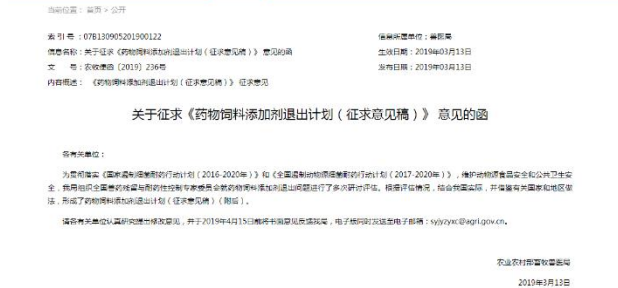 当前位置： 首页 > 公开
索 引 号 ：07B130905201900122 信息所属单位：兽医局
信息名称：关于征求《药物饲料添加剂退出计划（征求意见稿）》 意见的函 生效日期：2019年03月13日
文 号：农牧便函〔2019〕236号 发布日期：2019年03月13日
内容概述： 《药物饲料添加剂退出计划（征求意见稿）》 征求意见
关于征求《药物饲料添加剂退出计划（征求意见稿）》 意见的函
各有关单位：
为贯彻落实《国家遏制细菌耐药行动计划（2016-2020年）》和《全国遏制动物源细菌耐药行动计划（2017-2020年）》，维护动物源食品安全和公共卫生安
全，我局组织全国兽药残留与耐药性控制专家委员会就药物饲料添加剂退出问题进行了多次研讨评估。根据评估情况，结合我国实际，并借鉴有关国家和地区做
法，形成了药物饲料添加剂退出计划（征求意见稿）（附后）。
请各有关单位认真研究提出修改意见，并于2019年4月15日前将书面意见反馈我局，电子版同时发送至电子邮箱：syjyzyxc@agri.gov.cn。
农业农村部畜牧兽医局
2019年3月13日